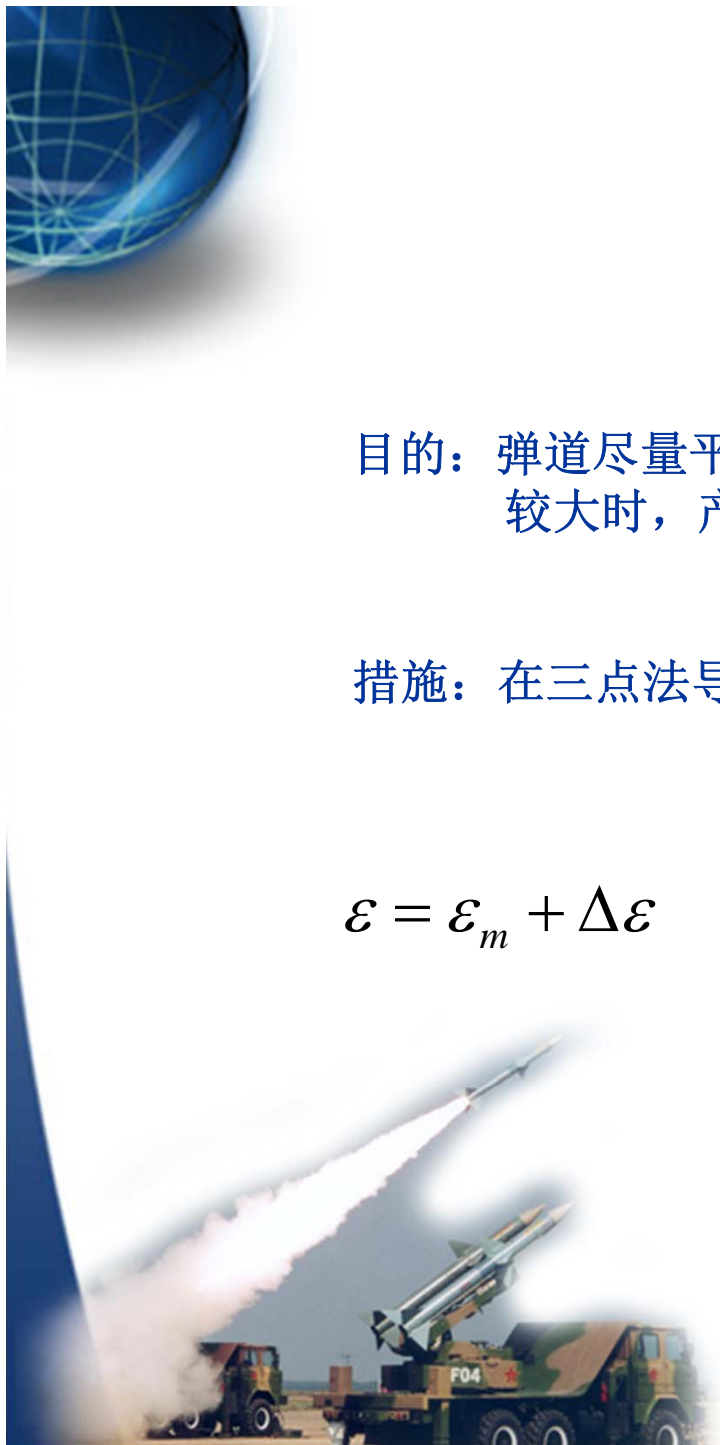 目的：弹道尽量平
较大时，产
措施：在三点法导
ε = ε_m + Δε
F04